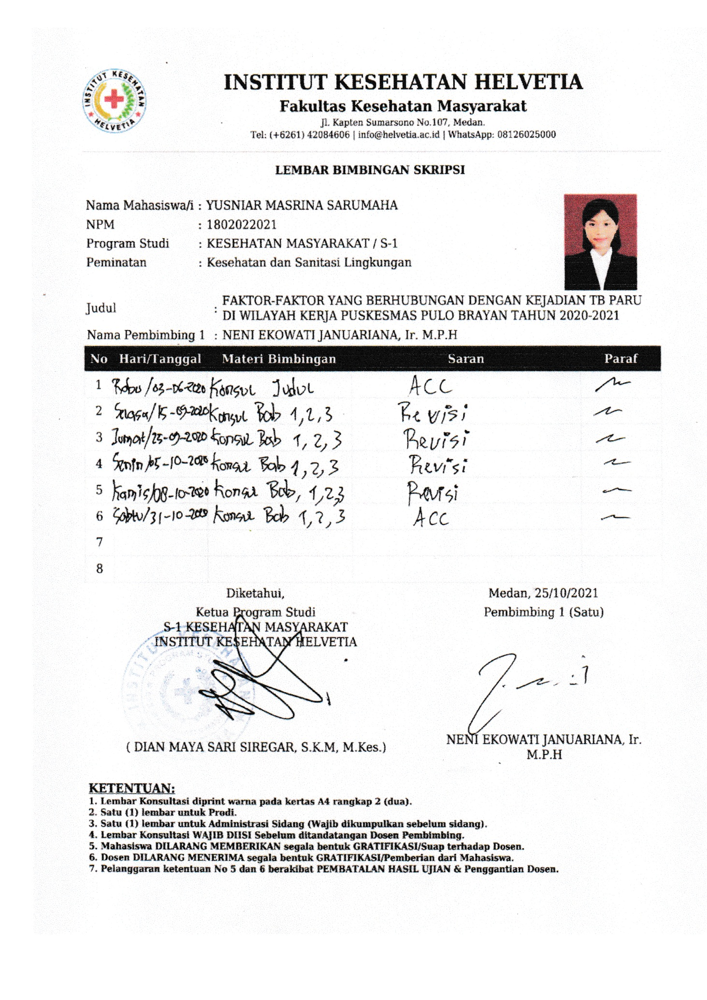 INSTITUT KESEHATAN HELVETIA
INSTITUT KESEHATAN HELVETIA
Fakultas Kesehatan Masyarakat
Jl. Kapten Sumarsono No.107, Medan.
Tel: (+6261) 42084606 | info@helvetia.ac.id | WhatsApp: 08126025000
LEMBAR BIMBINGAN SKRIPSI
Nama Mahasiswa/i : YUSNIAR MASRINA SARUMAHA
NPM : 1802022021
Program Studi : KESEHATAN MASYARAKAT / S-1
Peminatan : Kesehatan dan Sanitasi Lingkungan
Judul : FAKTOR-FAKTOR YANG BERHUBUNGAN DENGAN KEJADIAN TB PARU
DI WILAYAH KERJA PUSKESMAS PULO BRAYAN TAHUN 2020-2021
Nama Pembimbing 1 : NENI EKOWATI JANUARIANA, Ir. M.P.H
No Hari/Tanggal Materi Bimbingan Saran Paraf
1 Rabu/03-06-2020 Konsul Judul ACC
2 Selasa/15-09-2020 Konsul Bab 1,2,3 Revisi
3 Jumat/25-09-2020 Konsul Bab 1,2,3 Revisi
4 Senin/05-10-2020 Konsul Bab 1,2,3 Revisi
5 Kamis/08-10-2020 Konsul Bab, 1,2,3 Revisi
6 Sabtu/31-10-2020 Konsul Bab 1,2,3 ACC
7
8
Diketahui, Medan, 25/10/2021
Ketua Program Studi Pembimbing 1 (Satu)
S-1 KESEHATAN MASYARAKAT
INSTITUT KESEHATAN HELVETIA
INSTITUT KESEHATAN
PROGRAM
( DIAN MAYA SARI SIREGAR, S.K.M, M.Kes.)
NENI EKOWATI JANUARIANA, Ir.
M.P.H
KETENTUAN:
1. Lembar Konsultasi diprint warna pada kertas A4 rangkap 2 (dua).
2. Satu (1) lembar untuk Prodi.
3. Satu (1) lembar untuk Administrasi Sidang (Wajib dikumpulkan sebelum sidang).
4. Lembar Konsultasi WAJIB DIISI Sebelum ditandatangan Dosen Pembimbing.
5. Mahasiswa DILARANG MEMBERIKAN segala bentuk GRATIFIKASI/Suap terhadap Dosen.
6. Dosen DILARANG MENERIMA segala bentuk GRATIFIKASI/Pemberian dari Mahasiswa.
7. Pelanggaran ketentuan No 5 dan 6 berakibat PEMBATALAN HASIL UJIAN & Penggantian Dosen.